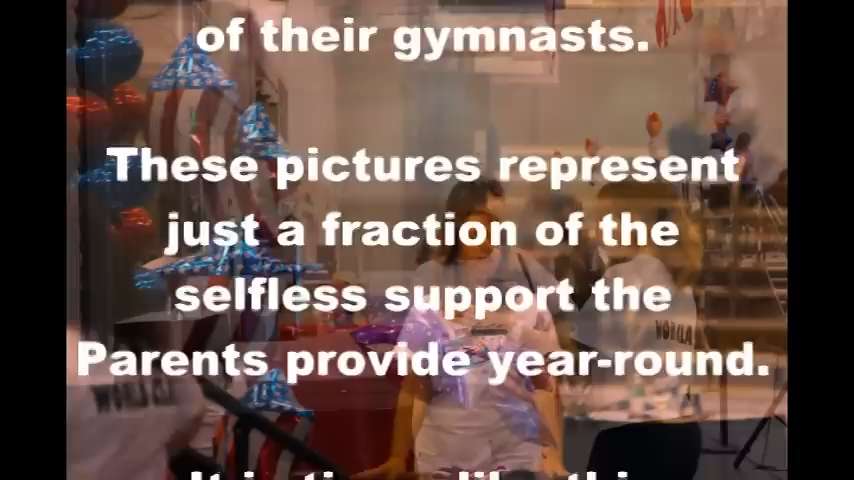 of their gymnasts.
These pictures represent
just a fraction of the
selfless support the
Parents provide year-round.